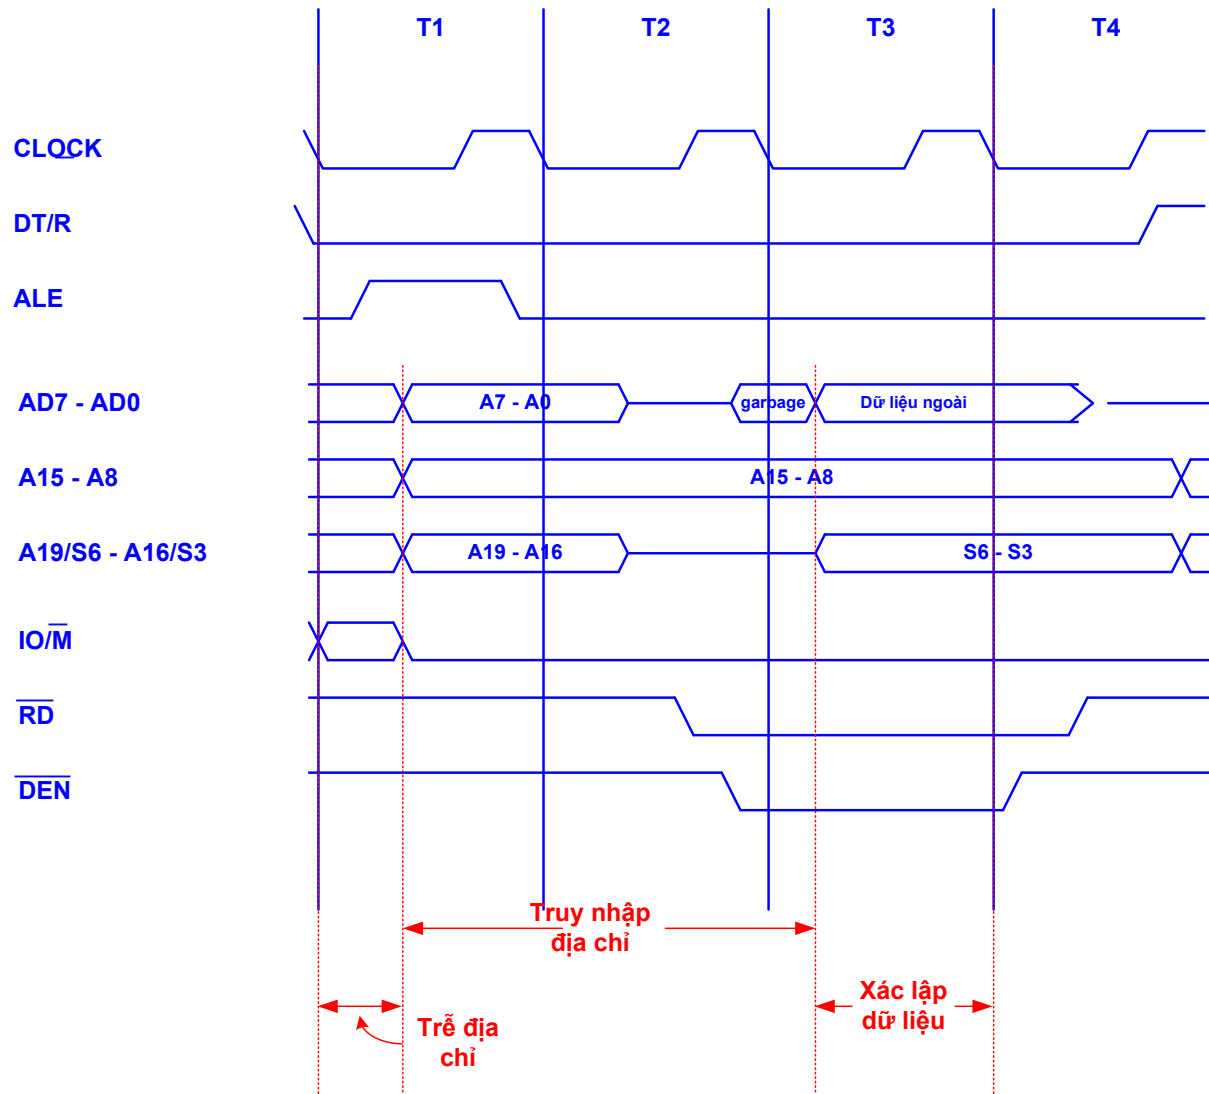 T1 T2 T3 T4
CLOCK
DT/R
ALE
AD7 - AD0 A7 - A0 garbage Dữ liệu ngoài
A15 - A8 A15 - A8
A19/S6 - A16/S3 A19 - A16 S6 - S3
IO/M̅
R̅D̅
D̅E̅N̅
Truy nhập
địa chỉ
Xác lập
dữ liệu
Trễ địa
chỉ